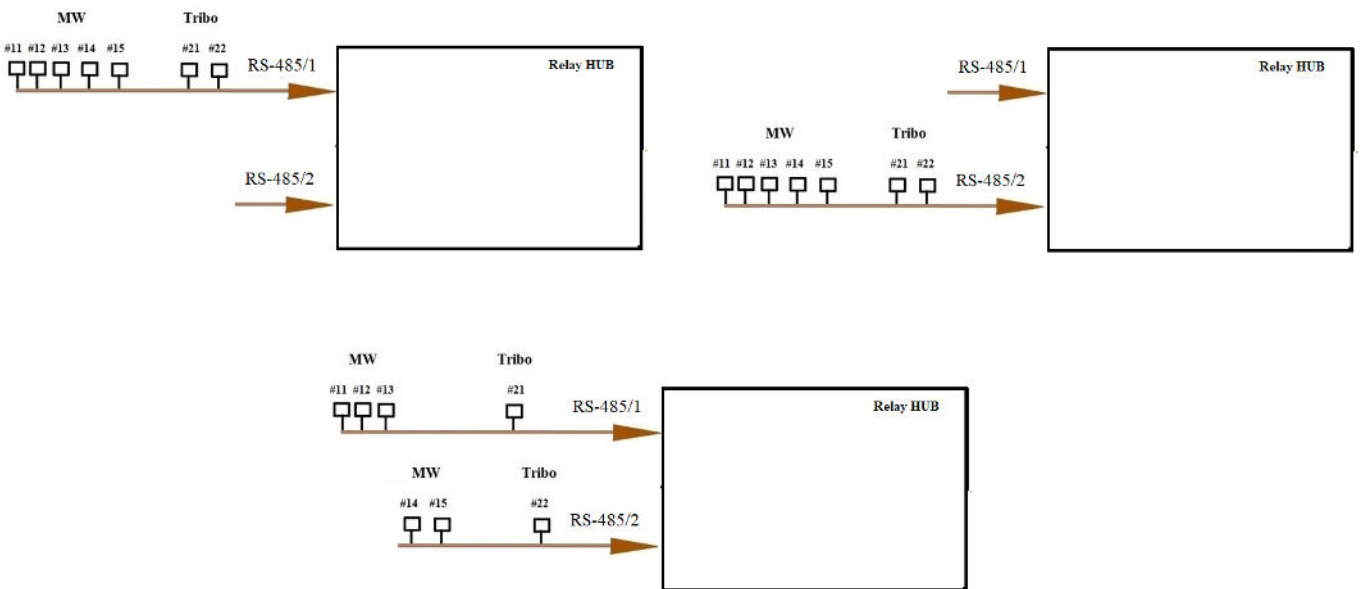 MW Tribo
#11 #12 #13 #14 #15 #21 #22
RS-485/1
Relay HUB
RS-485/2
RS-485/1
Relay HUB
MW Tribo
#11 #12 #13 #14 #15 #21 #22
RS-485/2
MW Tribo
#11 #12 #13 #21
RS-485/1
Relay HUB
MW Tribo
#14 #15 #22
RS-485/2